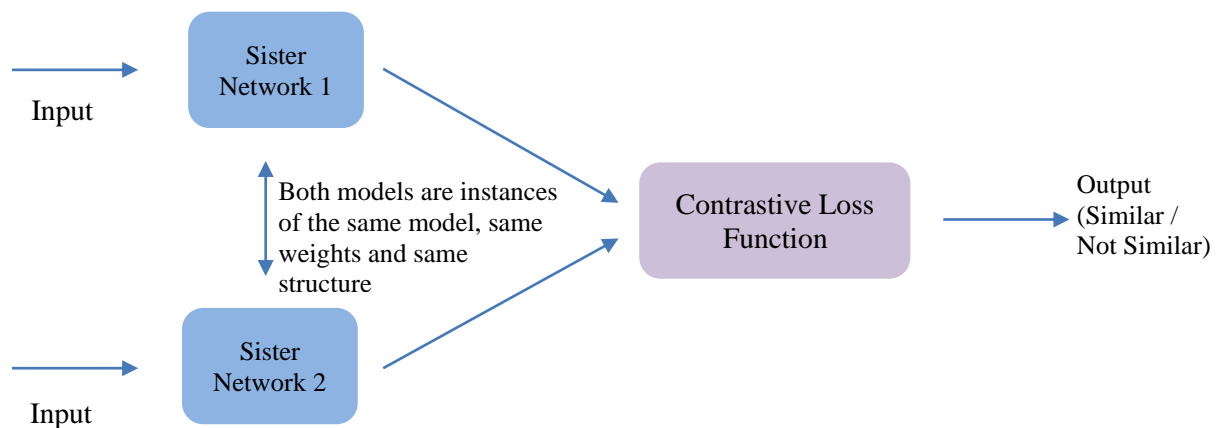 Sister
Network 1
Input
Both models are instances
of the same model, same
weights and same
structure
Contrastive Loss
Function
Output
(Similar /
Not Similar)
Sister
Network 2
Input